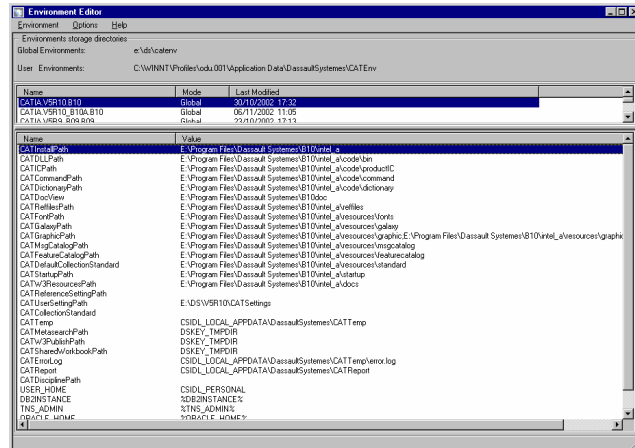 Environment Editor
Environment Options Help
Environments storage directories
Global Environments: e:\ds\catenv
User Environments: C:\WINNT\Profiles\odu.001\Application Data\DassaultSystemes\CATEnv
Name Mode Last Modified
CATIA.V5R10.B10 Global 30/10/2002 17:32
CATIA.V5R10_B10A.B10 Global 06/11/2002 11:05
CATIA.V5R9_B09.B09 Global 23/10/2002 17:13
Name Value
CATInstallPath E:\Program Files\Dassault Systemes\B10\intel_a
CATDLLPath E:\Program Files\Dassault Systemes\B10\intel_a\code\bin
CATICPath E:\Program Files\Dassault Systemes\B10\intel_a\code\productIC
CATCommandPath E:\Program Files\Dassault Systemes\B10\intel_a\code\command
CATDictionaryPath E:\Program Files\Dassault Systemes\B10\intel_a\code\dictionary
CATDocView E:\Program Files\Dassault Systemes\B10doc
CATReffilesPath E:\Program Files\Dassault Systemes\B10\intel_a\reffiles
CATFontPath E:\Program Files\Dassault Systemes\B10\intel_a\resources\fonts
CATGalaxyPath E:\Program Files\Dassault Systemes\B10\intel_a\resources\galaxy
CATGraphicPath E:\Program Files\Dassault Systemes\B10\intel_a\resources\graphic;E:\Program Files\Dassault Systemes\B10\intel_a\resources\graphic
CATMsgCatalogPath E:\Program Files\Dassault Systemes\B10\intel_a\resources\msgcatalog
CATFeatureCatalogPath E:\Program Files\Dassault Systemes\B10\intel_a\resources\featurecatalog
CATDefaultCollectionStandard E:\Program Files\Dassault Systemes\B10\intel_a\resources\standard
CATStartupPath E:\Program Files\Dassault Systemes\B10\intel_a\startup
CATW3ResourcesPath E:\Program Files\Dassault Systemes\B10\intel_a\docs
CATReferenceSettingPath
CATUserSettingPath E:\DS\V5R10\CATSettings
CATCollectionStandard
CATTemp CSIDL_LOCAL_APPDATA\DassaultSystemes\CATTemp
CATMetasearchPath DSKEY_TMPDIR
CATW3PublishPath DSKEY_TMPDIR
CATSharedWorkbookPath DSKEY_TMPDIR
CATErrorLog CSIDL_LOCAL_APPDATA\DassaultSystemes\CATTemp\error.log
CATReport CSIDL_LOCAL_APPDATA\DassaultSystemes\CATReport
CATDisciplinePath
USER_HOME CSIDL_PERSONAL
DB2INSTANCE %DB2INSTANCE%
TNS_ADMIN %TNS_ADMIN%
ORACLE_HOME %ORACLE_HOME%